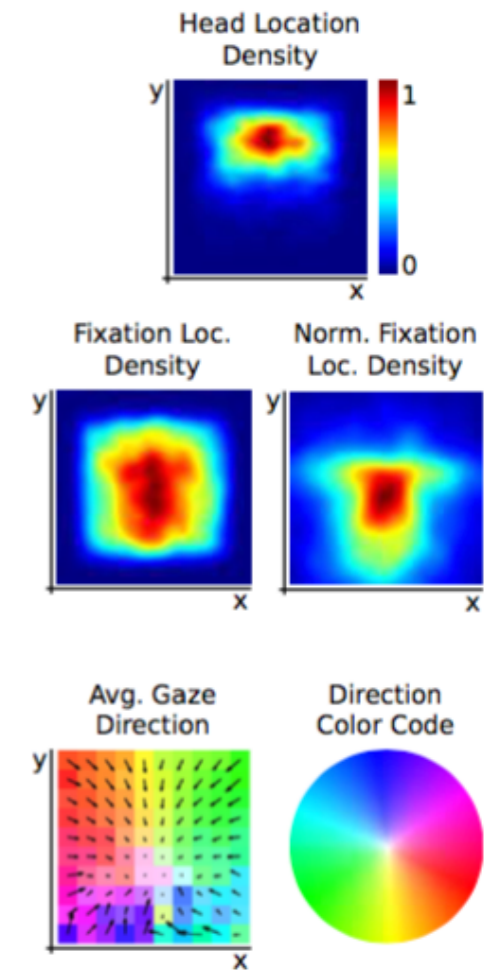 Head Location
Density
y
1
0
x
Fixation Loc.
Density
Norm. Fixation
Loc. Density
y
y
x
x
Avg. Gaze
Direction
Direction
Color Code
y
x